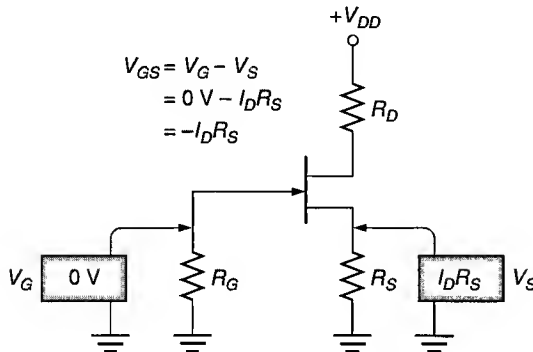 +V_DD
V_GS = V_G − V_S
= 0 V − I_DR_S
= −I_DR_S
R_D
V_G
0 V
R_G
R_S
I_DR_S
V_S